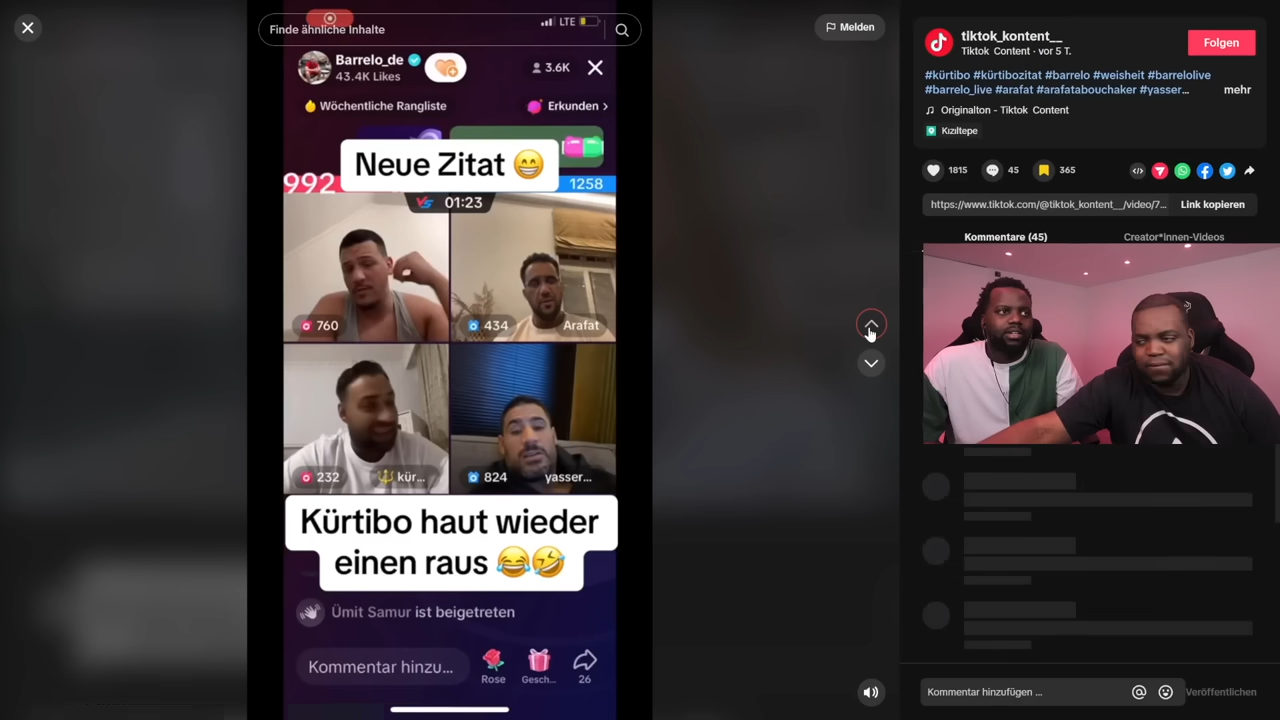 Finde ähnliche Inhalte
LTE
Barrelo_de
43.4K Likes
3.6K
Wöchentliche Rangliste
Erkunden >
Neue Zitat 😁
992
1258
VS 01:23
760
434
Arafat
232
kür...
824
yasser...
Kürtibo haut wieder
einen raus 😂🤣
Ümit Samur ist beigetreten
Kommentar hinzu...
Rose
Gesch...
26
Melden
tiktok_kontent__
Tiktok Content · vor 5 T.
Folgen
#kürtibo #kürtibozitat #barrelo #weisheit #barrelolive
#barrelo_live #arafat #arafatabouchaker #yasser...
mehr
Originalton - Tiktok Content
Kızıltepe
1815
45
365
https://www.tiktok.com/@tiktok_kontent__/video/7...
Link kopieren
Kommentare (45)
Creator*innen-Videos
Kommentar hinzufügen ...
Veröffentlichen